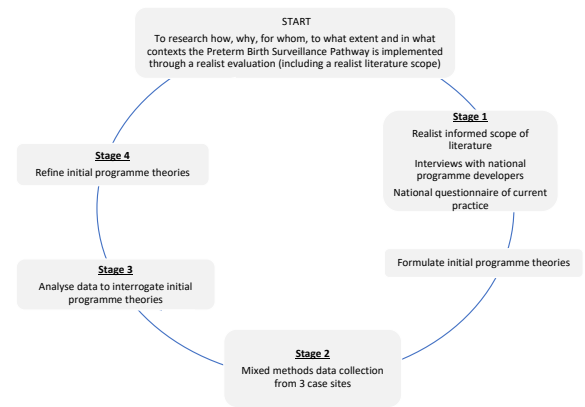 START
To research how, why, for whom, to what extent and in what
contexts the Preterm Birth Surveillance Pathway is implemented
through a realist evaluation (including a realist literature scope)
Stage 1
Realist informed scope of
literature
Interviews with national
programme developers
National questionnaire of current
practice
Formulate initial programme theories
Stage 2
Mixed methods data collection
from 3 case sites
Stage 3
Analyse data to interrogate initial
programme theories
Stage 4
Refine initial programme theories